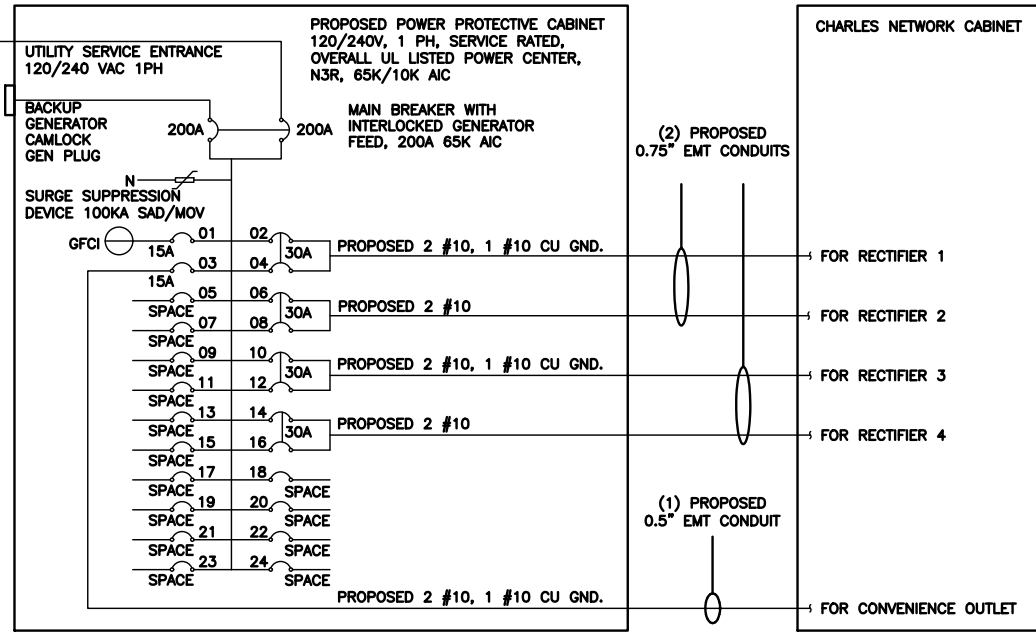 PROPOSED POWER PROTECTIVE CABINET
120/240V, 1 PH, SERVICE RATED,
OVERALL UL LISTED POWER CENTER,
N3R, 65K/10K AIC
CHARLES NETWORK CABINET
UTILITY SERVICE ENTRANCE
120/240 VAC 1PH
BACKUP
GENERATOR
CAMLOCK
GEN PLUG
200A
200A
MAIN BREAKER WITH
INTERLOCKED GENERATOR
FEED, 200A 65K AIC
(2) PROPOSED
0.75" EMT CONDUITS
N
SURGE SUPPRESSION
DEVICE 100KA SAD/MOV
GFCI
15A
01
02
30A
PROPOSED 2 #10, 1 #10 CU GND.
FOR RECTIFIER 1
15A
03
04
SPACE
05
06
30A
PROPOSED 2 #10
FOR RECTIFIER 2
SPACE
07
08
SPACE
09
10
30A
PROPOSED 2 #10, 1 #10 CU GND.
FOR RECTIFIER 3
SPACE
11
12
SPACE
13
14
30A
PROPOSED 2 #10
FOR RECTIFIER 4
SPACE
15
16
SPACE
17
18
SPACE
SPACE
19
20
SPACE
SPACE
21
22
SPACE
SPACE
23
24
SPACE
(1) PROPOSED
0.5" EMT CONDUIT
PROPOSED 2 #10, 1 #10 CU GND.
FOR CONVENIENCE OUTLET